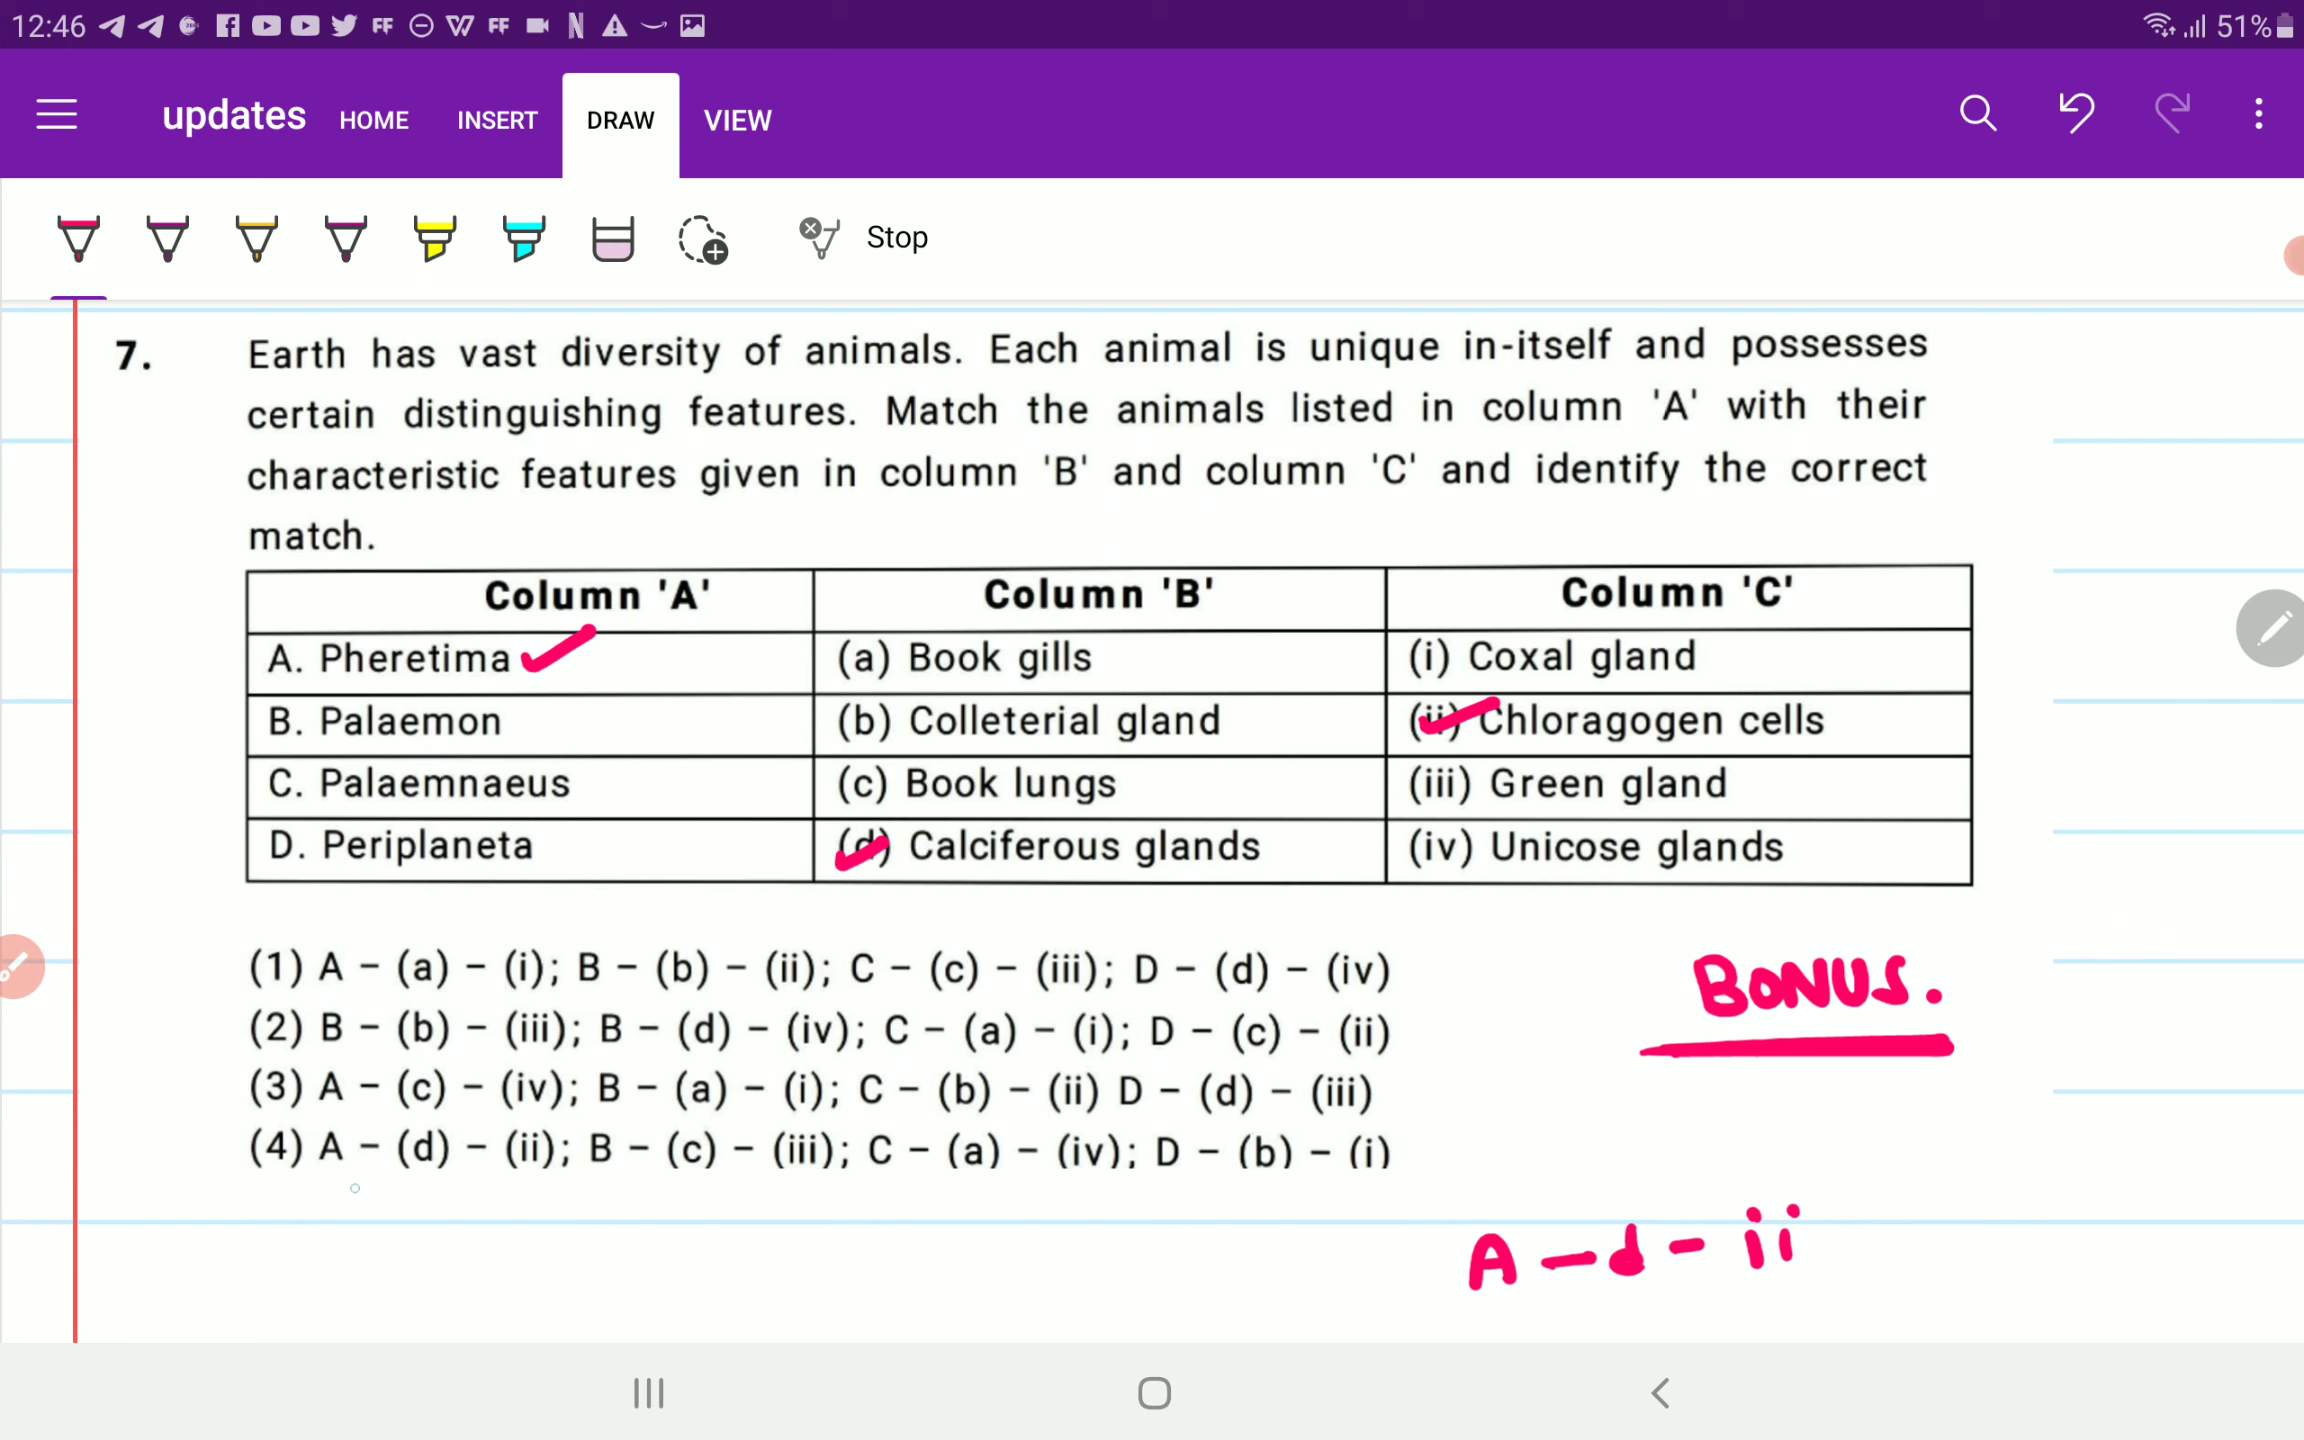 12:46 FF FF N 51%
updates HOME INSERT DRAW VIEW
Stop
7. Earth has vast diversity of animals. Each animal is unique in-itself and possesses
certain distinguishing features. Match the animals listed in column 'A' with their
characteristic features given in column 'B' and column 'C' and identify the correct
match.
Column 'A' Column 'B' Column 'C'
A. Pheretima (a) Book gills (i) Coxal gland
B. Palaemon (b) Colleterial gland (ii) Chloragogen cells
C. Palaemnaeus (c) Book lungs (iii) Green gland
D. Periplaneta (d) Calciferous glands (iv) Unicose glands
(1) A – (a) – (i); B – (b) – (ii); C – (c) – (iii); D – (d) – (iv)
BONUS.
(2) B – (b) – (iii); B – (d) – (iv); C – (a) – (i); D – (c) – (ii)
(3) A – (c) – (iv); B – (a) – (i); C – (b) – (ii) D – (d) – (iii)
(4) A – (d) – (ii); B – (c) – (iii); C – (a) – (iv); D – (b) – (i)
A – d – ii